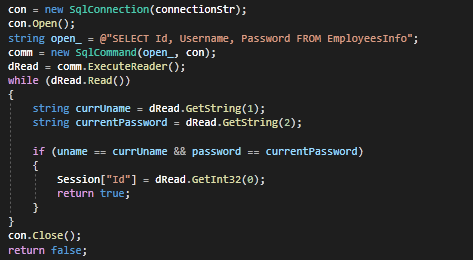 con = new SqlConnection(connectionStr);
con.Open();
string open_ = @"SELECT Id, Username, Password FROM EmployeesInfo";
comm = new SqlCommand(open_, con);
dRead = comm.ExecuteReader();
while (dRead.Read())
{
string currUname = dRead.GetString(1);
string currentPassword = dRead.GetString(2);
if (uname == currUname && password == currentPassword)
{
Session["Id"] = dRead.GetInt32(0);
return true;
}
}
con.Close();
return false;